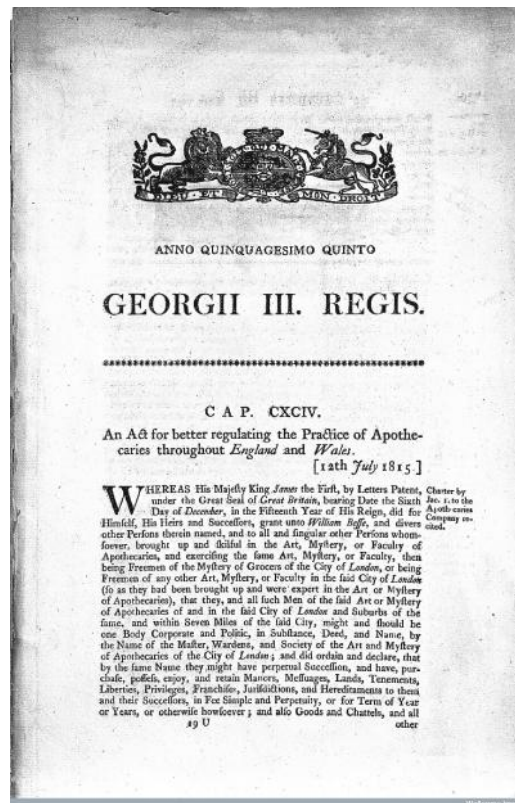 DIEU · ET · MON · DROIT
ANNO QUINQUAGESIMO QUINTO
GEORGII III. REGIS.
CAP. CXCIV.
An Act for better regulating the Practice of Apothe-
caries throughout England and Wales.
[12th July 1815.]
WHEREAS His Majeſty King James the Firſt, by Letters Patent,
under the Great Seal of Great Britain, bearing Date the Sixth
Day of December, in the Fifteenth Year of His Reign, did for
Himſelf, His Heirs and Succeſſors, grant unto William Beſſe, and divers
other Perſons therein named, and to all and ſingular other Perſons whom-
ſoever, brought up and ſkilful in the Art, Myſtery, or Faculty of
Apothecaries, and exerciſing the ſame Art, Myſtery, or Faculty, then
being Freemen of the Myſtery of Grocers of the City of London, or being
Freemen of any other Art, Myſtery, or Faculty in the ſaid City of London
(ſo as they had been brought up and were expert in the Art or Myſtery
of Apothecaries), that they, and all ſuch Men of the ſaid Art or Myſtery
of Apothecaries of and in the ſaid City of London and Suburbs of the
ſame, and within Seven Miles of the ſaid City, might and ſhould be
one Body Corporate and Politic, in Subſtance, Deed, and Name, by
the Name of the Maſter, Wardens, and Society of the Art and Myſtery
of Apothecaries of the City of London; and did ordain and declare, that
by the ſame Name they might have perpetual Succeſſion, and have, pur-
chaſe, poſſeſs, enjoy, and retain Manors, Meſſuages, Lands, Tenements,
Liberties, Privileges, Franchiſes, Juriſdictions, and Hereditaments to them
and their Succeſſors, in Fee Simple and Perpetuity, or for Term of Year
or Years, or otherwiſe howſoever; and alſo Goods and Chattels, and all
19 U
other
Charter by
Jac. 1. to the
Apothecaries
Company re-
cited.